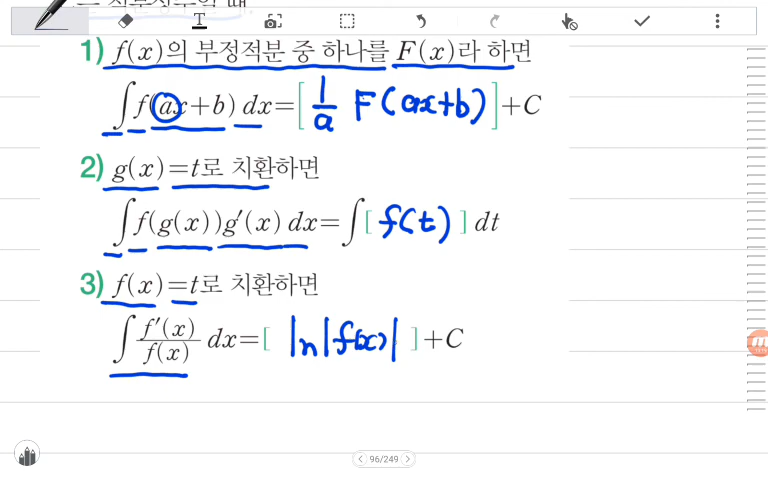 T
1) f(x)의 부정적분 중 하나를 F(x)라 하면
∫f(ax+b) dx=[ 1/a F(ax+b) ]+C
2) g(x)=t로 치환하면
∫f(g(x))g′(x) dx=∫[ f(t) ] dt
3) f(x)=t로 치환하면
∫f′(x)/f(x) dx=[ ln|f(x)| ]+C
96/249